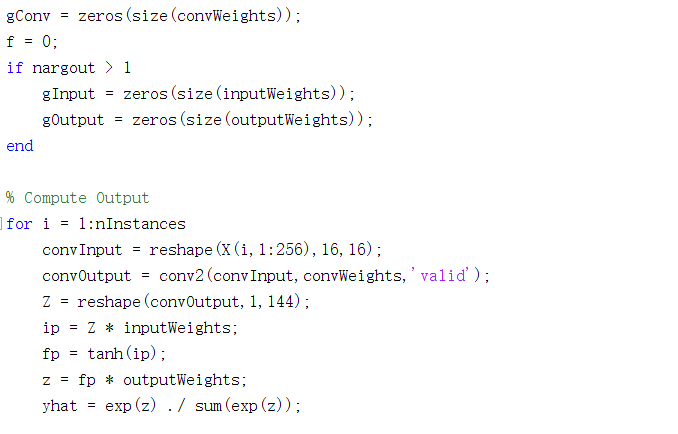 gConv = zeros(size(convWeights));
f = 0;
if nargout > 1
    gInput = zeros(size(inputWeights));
    gOutput = zeros(size(outputWeights));
end

% Compute Output
for i = 1:nInstances
    convInput = reshape(X(i,1:256),16,16);
    convOutput = conv2(convInput,convWeights,'valid');
    Z = reshape(convOutput,1,144);
    ip = Z * inputWeights;
    fp = tanh(ip);
    z = fp * outputWeights;
    yhat = exp(z) ./ sum(exp(z));